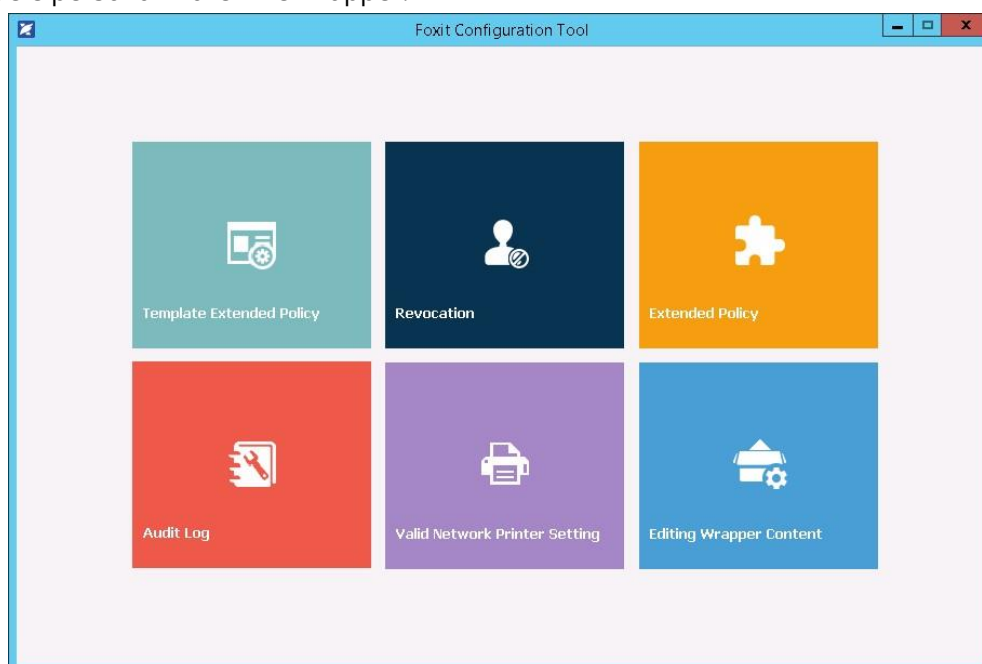 Foxit Configuration Tool
Template Extended Policy
Revocation
Extended Policy
Audit Log
Valid Network Printer Setting
Editing Wrapper Content